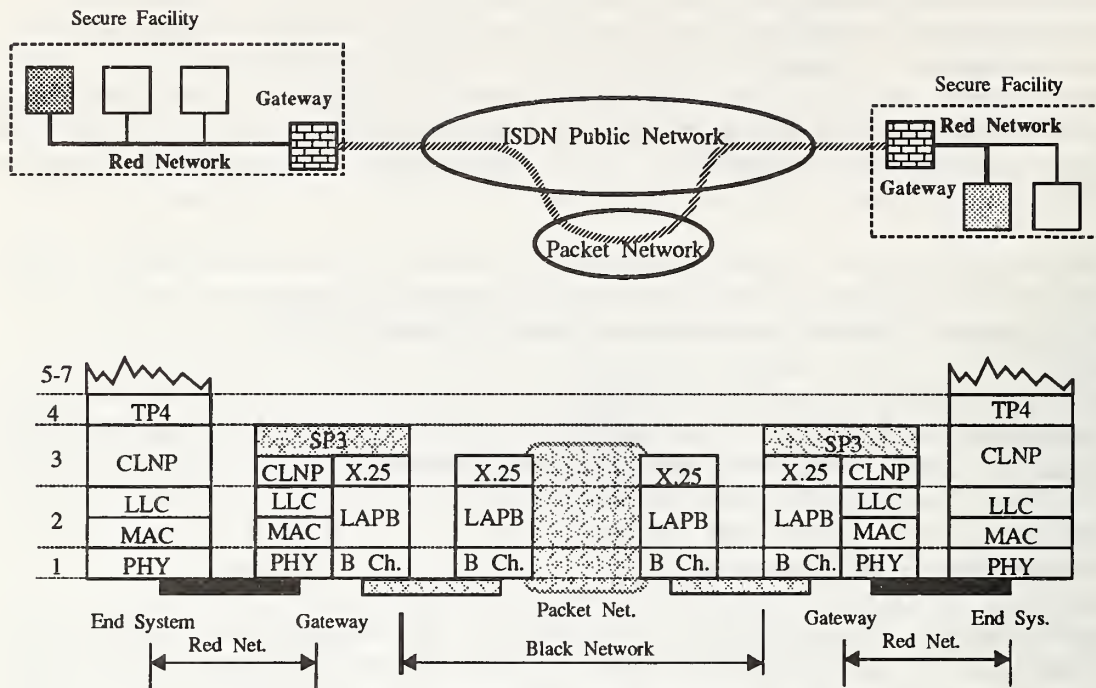 Secure Facility
Gateway
Red Network
ISDN Public Network
Packet Network
Secure Facility
Red Network
Gateway
5-7
4 TP4 TP4
SP3 SP3
3 CLNP CLNP X.25 X.25 X.25 X.25 CLNP CLNP
LLC LLC LLC LLC
2 LAPB LAPB LAPB LAPB
MAC MAC MAC MAC
1 PHY PHY B Ch. B Ch. B Ch. B Ch. PHY PHY
Packet Net.
End System Gateway Gateway End Sys.
Red Net. Black Network Red Net.